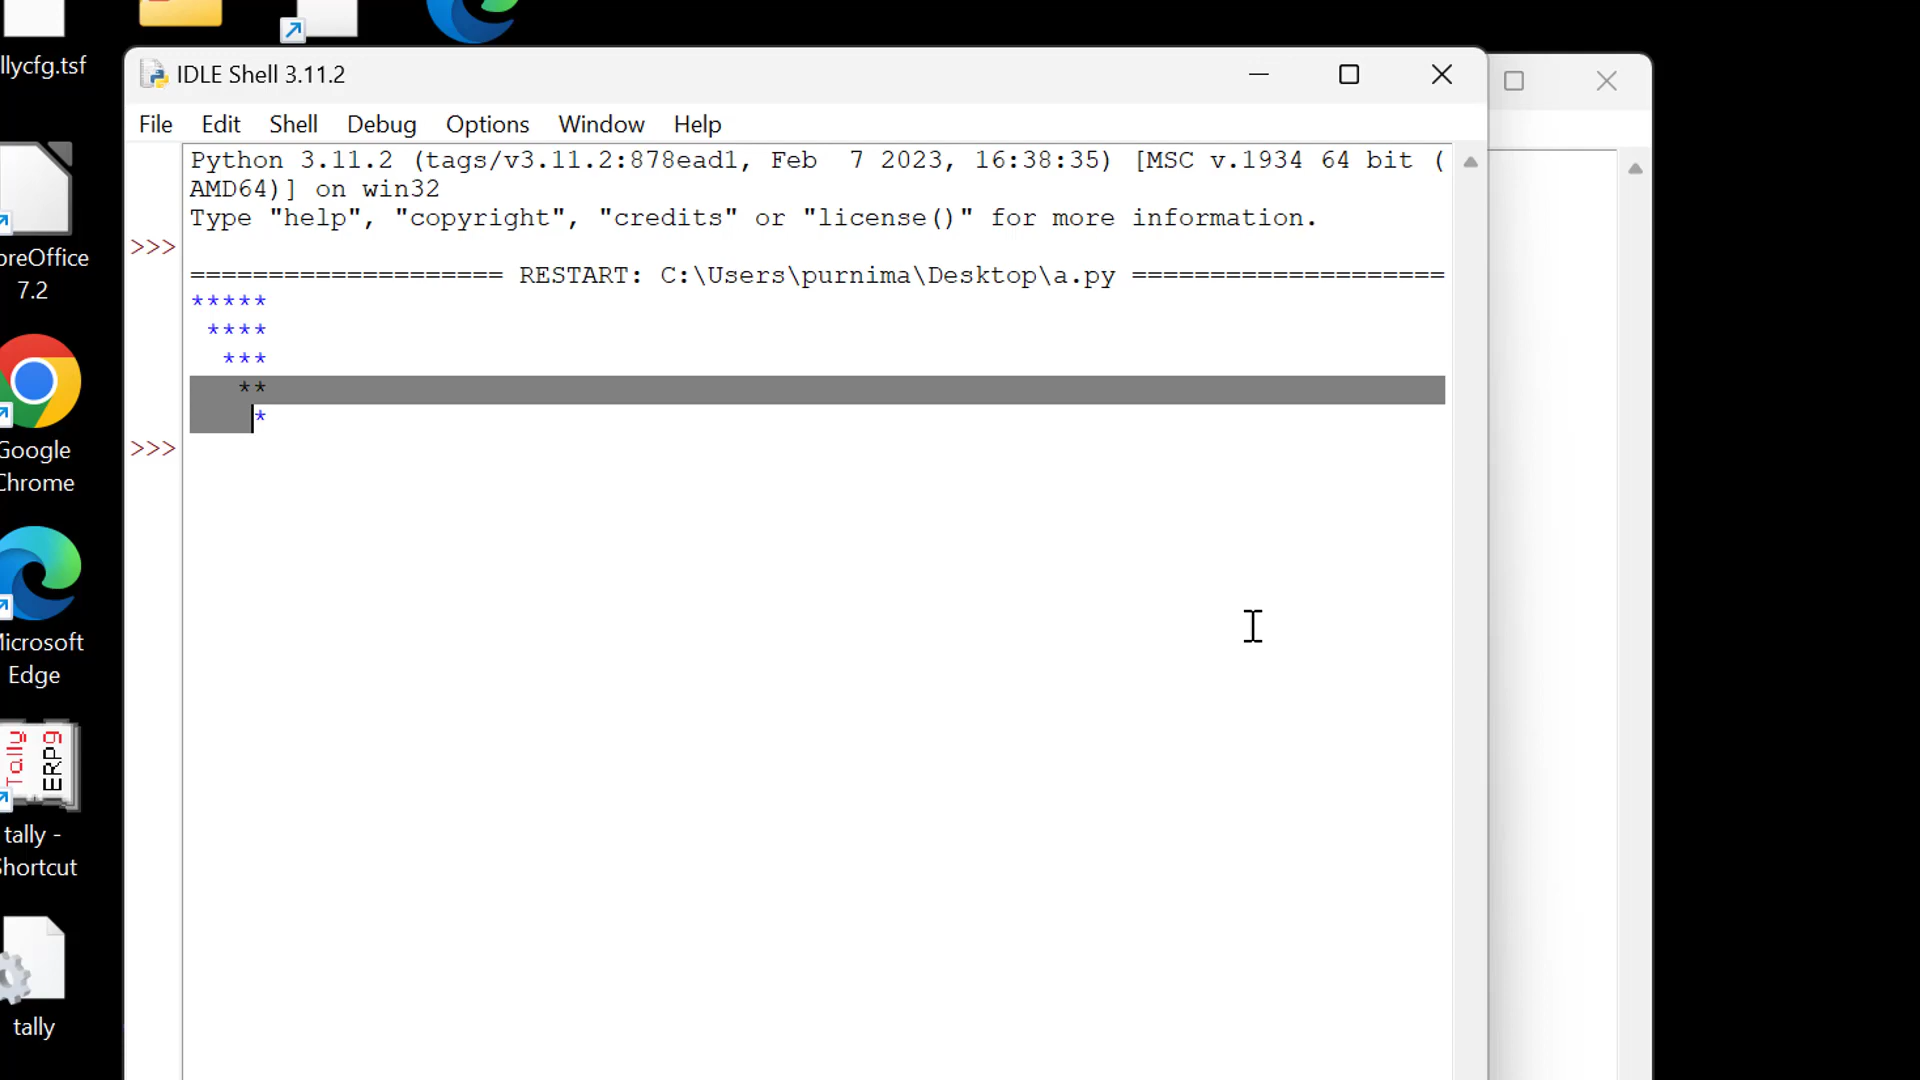 llycfg.tsf
IDLE Shell 3.11.2
File Edit Shell Debug Options Window Help
Python 3.11.2 (tags/v3.11.2:878ead1, Feb  7 2023, 16:38:35) [MSC v.1934 64 bit (
AMD64)] on win32
Type "help", "copyright", "credits" or "license()" for more information.
>>>
==================== RESTART: C:\Users\purnima\Desktop\a.py ====================
*****
 ****
  ***
   **
    *
>>>
breOffice
7.2
Google
Chrome
Microsoft
Edge
Tally
ERP9
tally -
Shortcut
tally